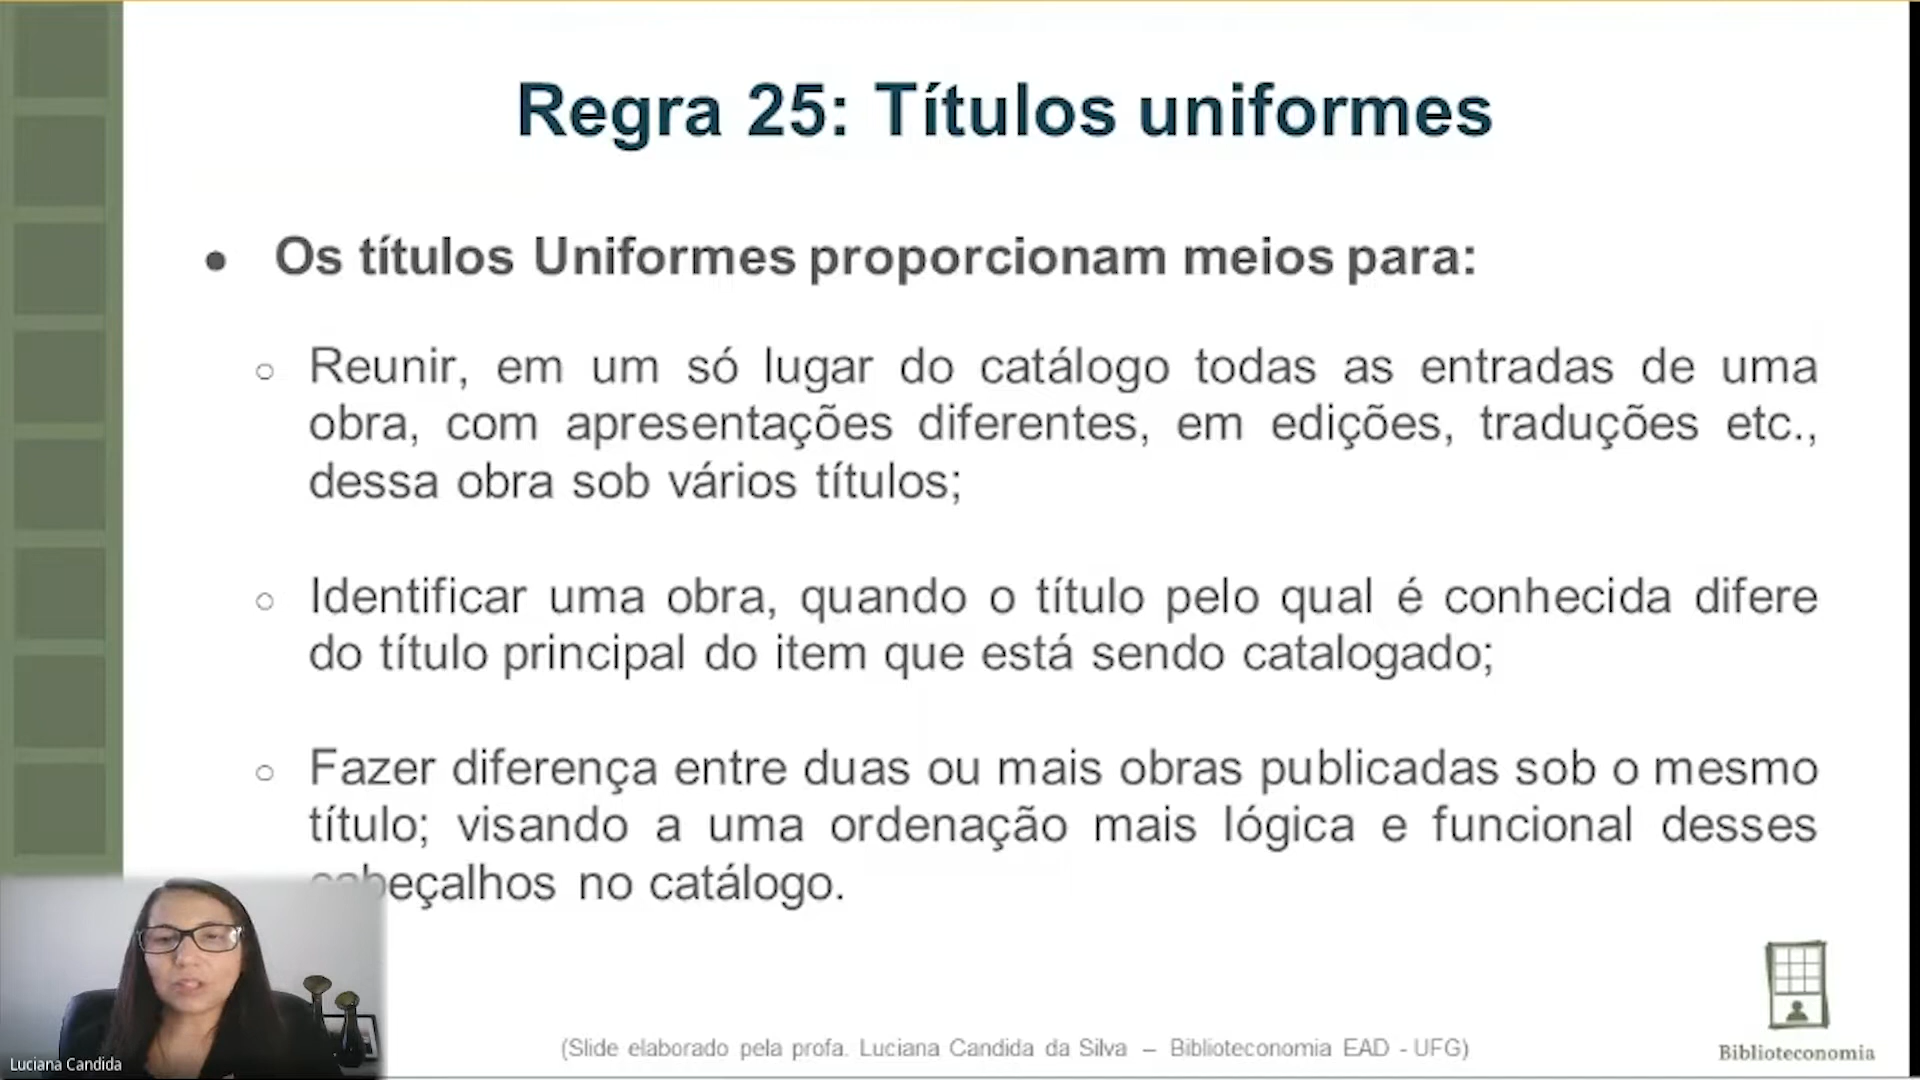 Regra 25: Títulos uniformes
● Os títulos Uniformes proporcionam meios para:
○ Reunir, em um só lugar do catálogo todas as entradas de uma
obra, com apresentações diferentes, em edições, traduções etc.,
dessa obra sob vários títulos;
○ Identificar uma obra, quando o título pelo qual é conhecida difere
do título principal do item que está sendo catalogado;
○ Fazer diferença entre duas ou mais obras publicadas sob o mesmo
título; visando a uma ordenação mais lógica e funcional desses
cabeçalhos no catálogo.
Luciana Candida
(Slide elaborado pela profa. Luciana Candida da Silva – Biblioteconomia EAD - UFG)
Biblioteconomia